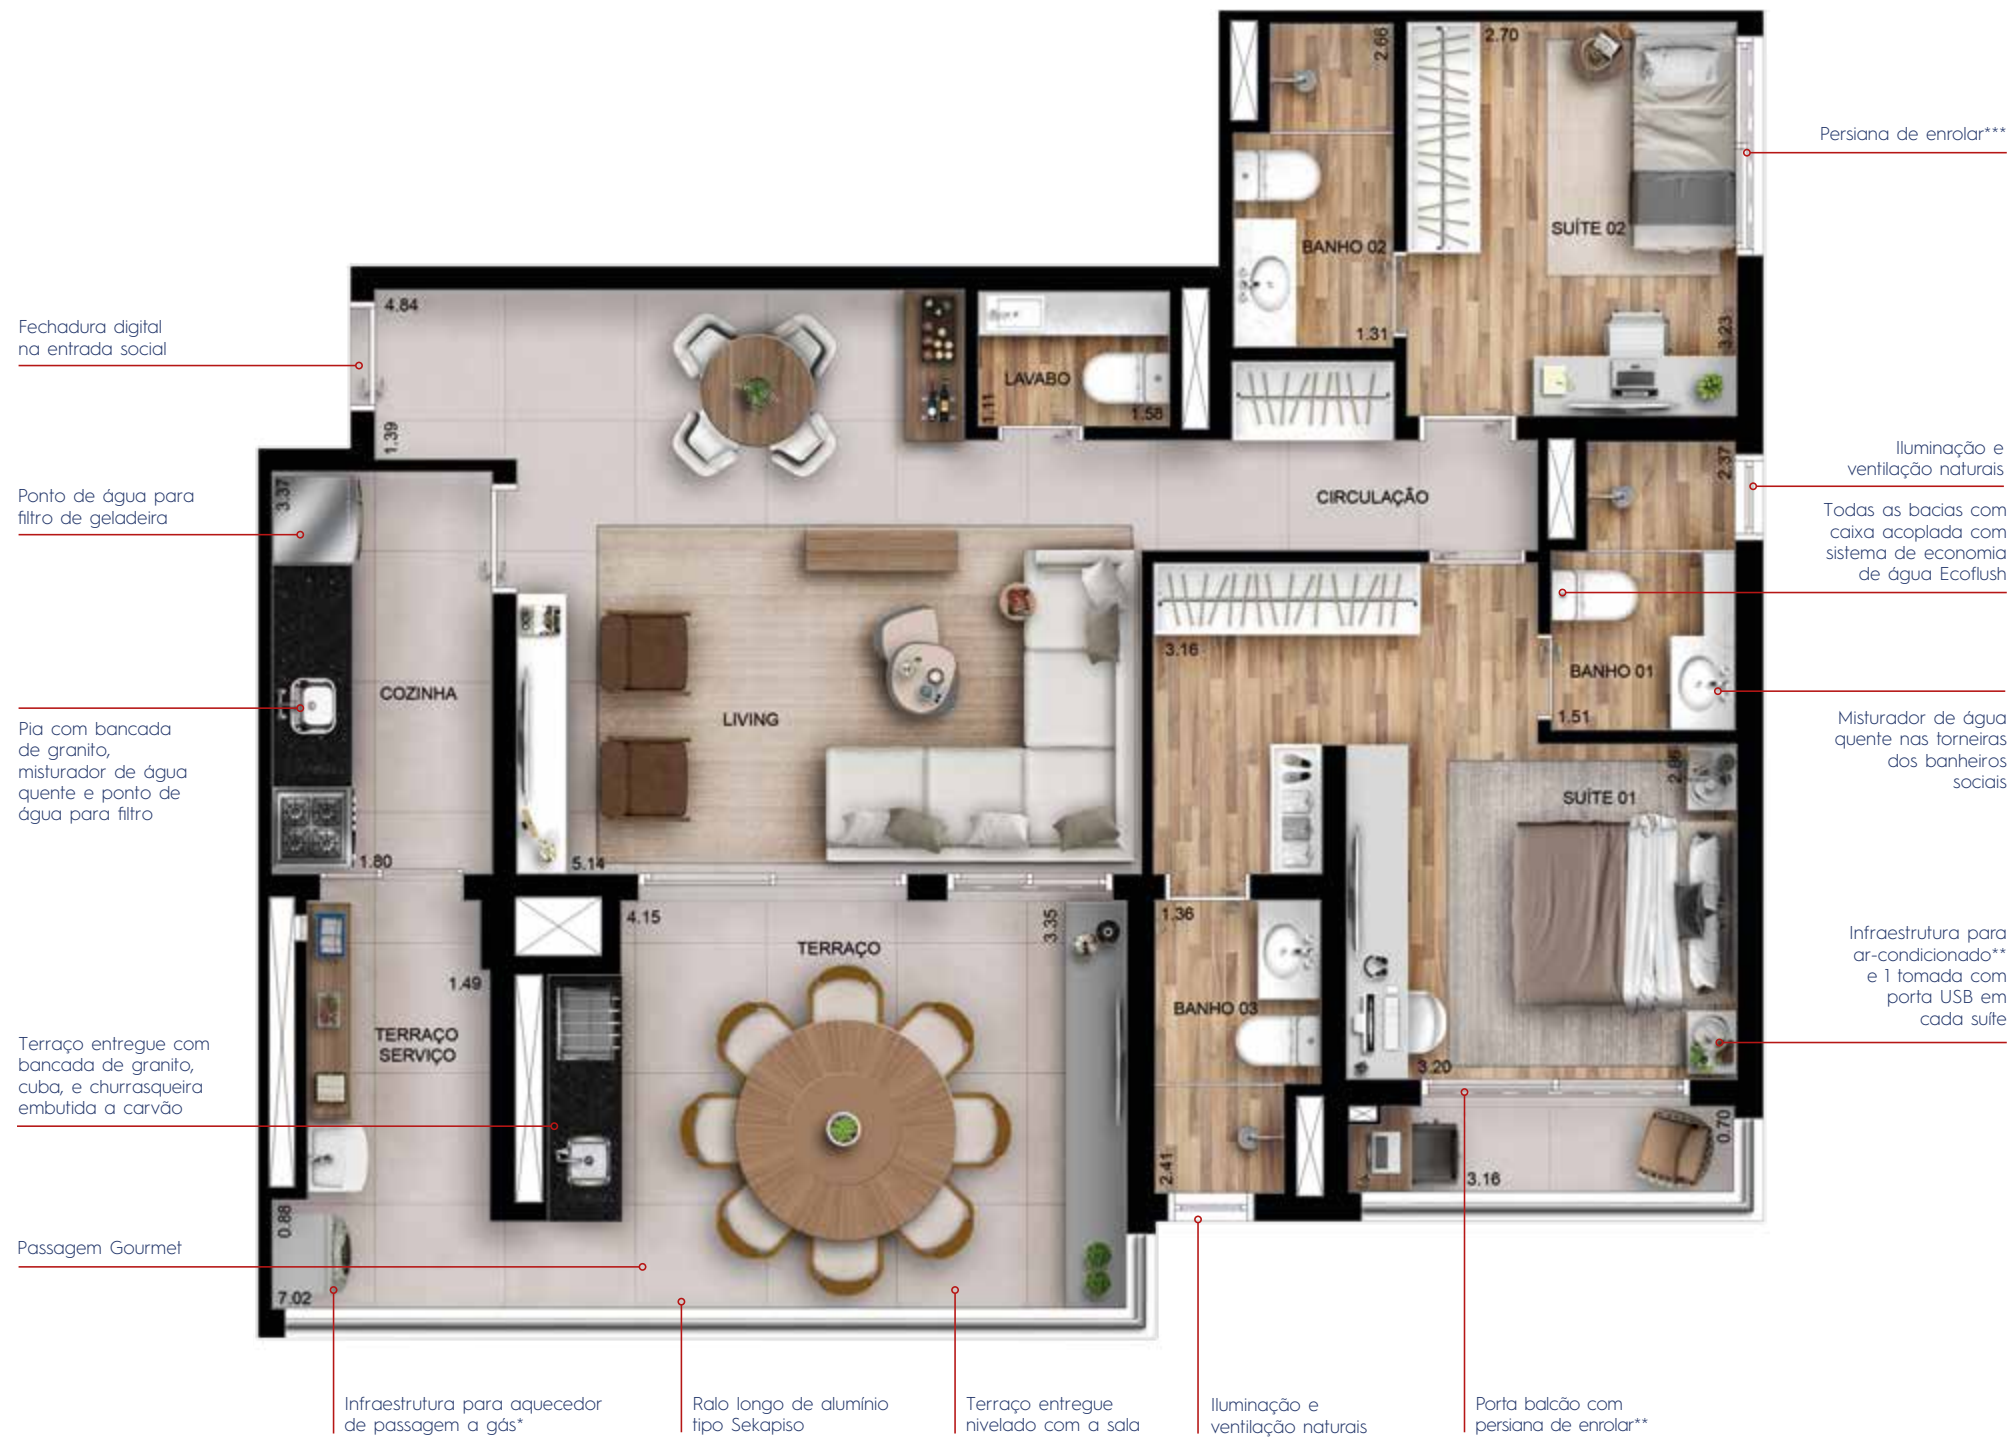 2.66
2.70
Persiana de enrolar***
SUÍTE 02
BANHO 02
1.31
3.23
4.84
Fechadura digital
na entrada social
LAVABO
1.11
1.58
1.39
CIRCULAÇÃO
2.37
Iluminação e
ventilação naturais
3.37
Ponto de água para
filtro de geladeira
Todas as bacias com
caixa acoplada com
sistema de economia
de água Ecoflush
3.16
BANHO 01
1.51
COZINHA
LIVING
Pia com bancada
de granito,
misturador de água
quente e ponto de
água para filtro
Misturador de água
quente nas torneiras
dos banheiros
sociais
2.86
SUÍTE 01
1.80
5.14
4.15
3.35
1.36
TERRAÇO
1.49
BANHO 03
TERRAÇO
SERVIÇO
Infraestrutura para
ar-condicionado**
e 1 tomada com
porta USB em
cada suíte
Terraço entregue com
bancada de granito,
cuba, e churrasqueira
embutida a carvão
3.20
0.70
2.41
3.16
0.88
Passagem Gourmet
7.02
Infraestrutura para aquecedor
de passagem a gás*
Ralo longo de alumínio
tipo Sekapiso
Terraço entregue
nivelado com a sala
Iluminação e
ventilação naturais
Porta balcão com
persiana de enrolar**